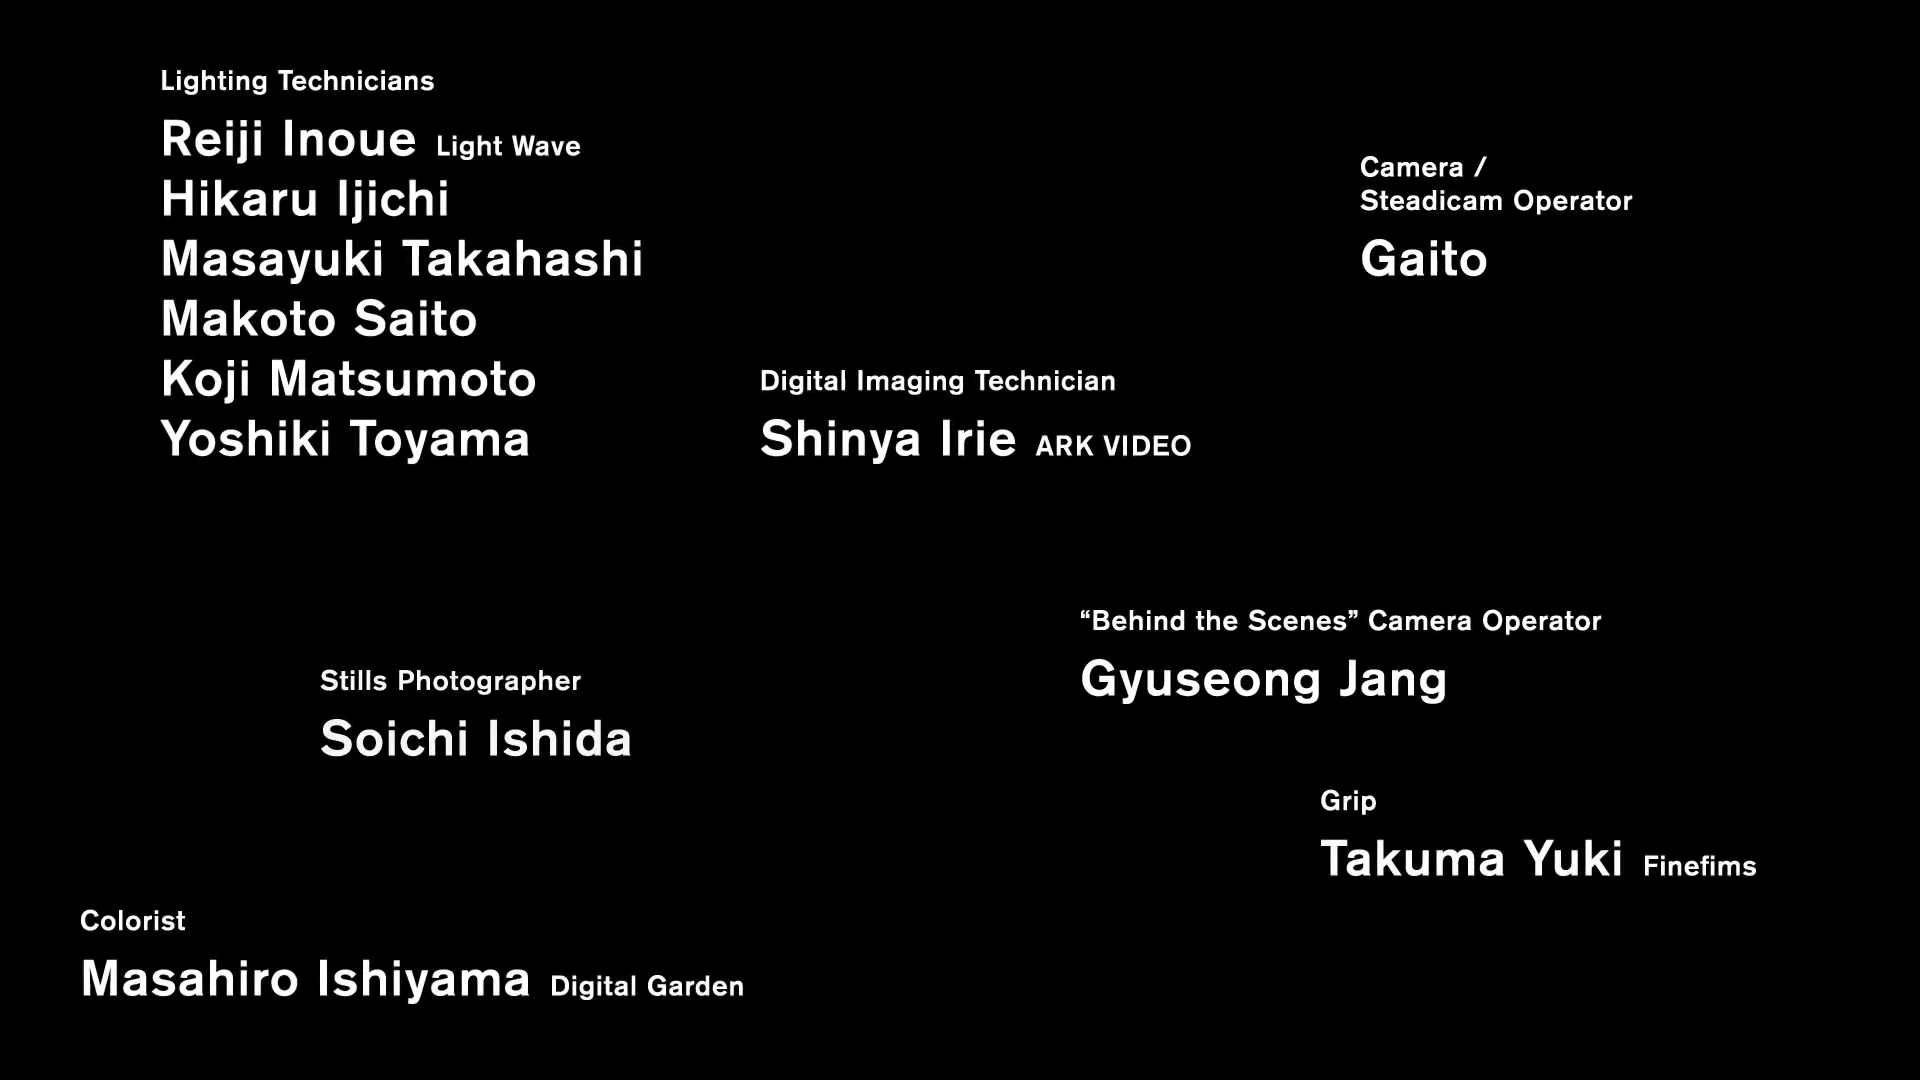 Lighting Technicians
Reiji Inoue Light Wave
Hikaru Ijichi
Masayuki Takahashi
Makoto Saito
Koji Matsumoto
Yoshiki Toyama
Camera /
Steadicam Operator
Gaito
Digital Imaging Technician
Shinya Irie ARK VIDEO
“Behind the Scenes” Camera Operator
Gyuseong Jang
Stills Photographer
Soichi Ishida
Grip
Takuma Yuki Finefims
Colorist
Masahiro Ishiyama Digital Garden